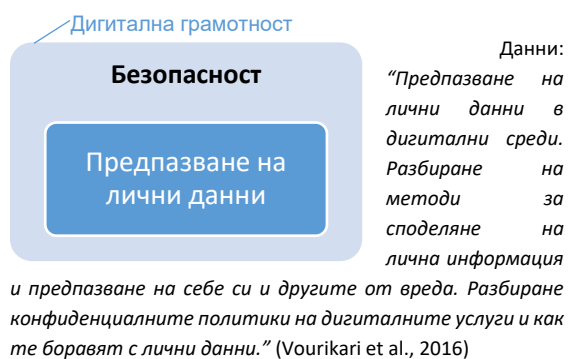 Дигитална грамотност
Безопасност
Предпазване на
лични данни
Данни:
“Предпазване на
лични данни в
дигитални среди.
Разбиране на
методи за
споделяне на
лична информация
и предпазване на себе си и другите от вреда. Разбиране
конфиденциалните политики на дигиталните услуги и как
те боравят с лични данни.” (Vourikari et al., 2016)